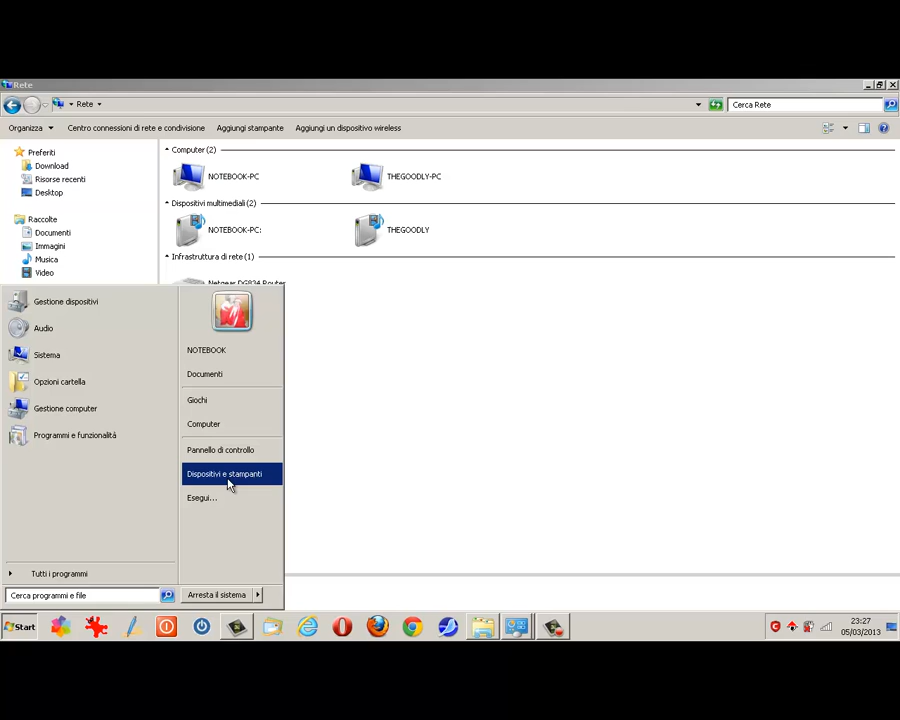 Rete
Rete
Cerca Rete
Organizza
Centro connessioni di rete e condivisione
Aggiungi stampante
Aggiungi un dispositivo wireless
Preferiti
Download
Risorse recenti
Desktop
Raccolte
Documenti
Immagini
Musica
Video
Computer (2)
NOTEBOOK-PC
THEGOODLY-PC
Dispositivi multimediali (2)
NOTEBOOK-PC:
THEGOODLY
Infrastruttura di rete (1)
Netgear DG834 Router
Gestione dispositivi
Audio
Sistema
Opzioni cartella
Gestione computer
Programmi e funzionalità
Tutti i programmi
Cerca programmi e file
NOTEBOOK
Documenti
Giochi
Computer
Pannello di controllo
Dispositivi e stampanti
Esegui...
Arresta il sistema
Start
23:27
05/03/2013